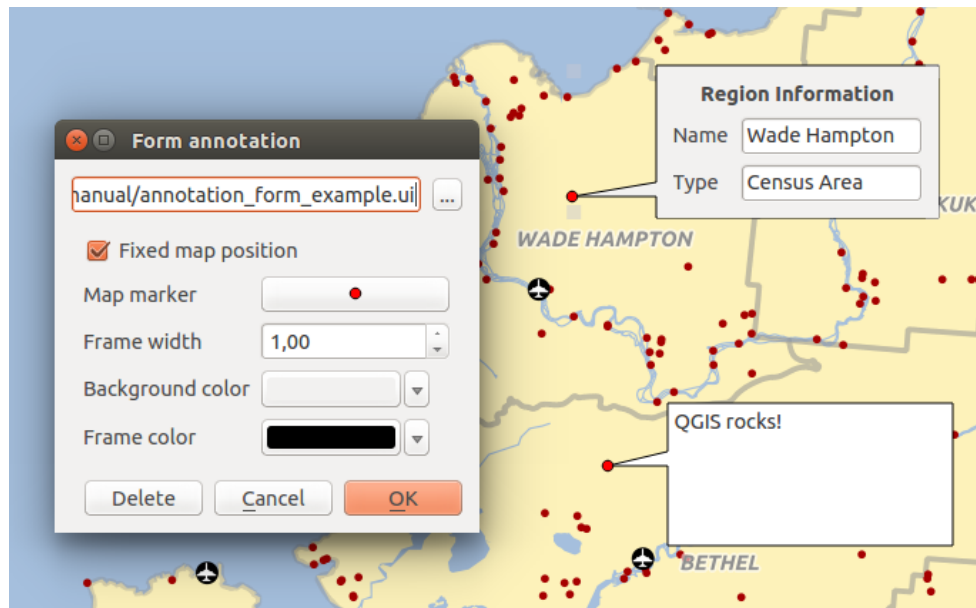 Form annotation
manual/annotation_form_example.ui
...
Fixed map position
Map marker
Frame width
1,00
Background color
Frame color
Delete
Cancel
OK
Region Information
Name
Wade Hampton
Type
Census Area
KUK
WADE HAMPTON
QGIS rocks!
BETHEL